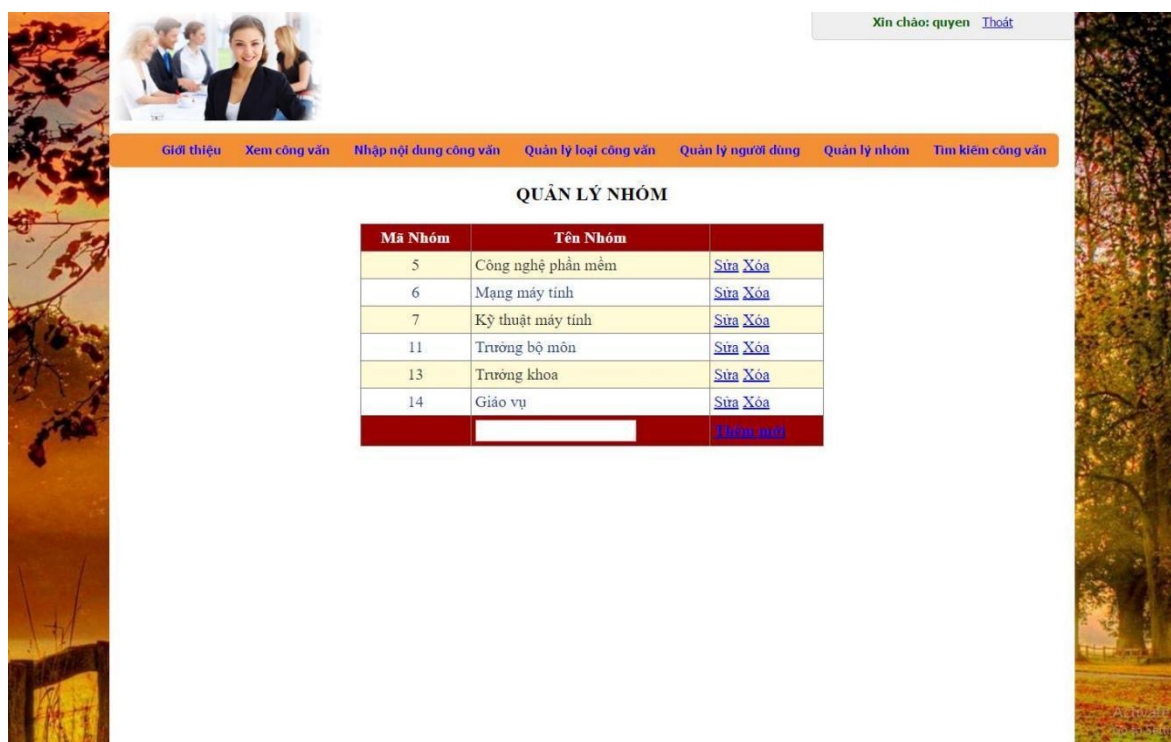 Xin chào: quyen Thoát
Giới thiệu Xem công văn Nhập nội dung công văn Quản lý loại công văn Quản lý người dùng Quản lý nhóm Tìm kiếm công văn
QUẢN LÝ NHÓM
Mã Nhóm Tên Nhóm
5 Công nghệ phần mềm Sửa Xóa
6 Mạng máy tính Sửa Xóa
7 Kỹ thuật máy tính Sửa Xóa
11 Trưởng bộ môn Sửa Xóa
13 Trưởng khoa Sửa Xóa
14 Giáo vụ Sửa Xóa
Thêm mới